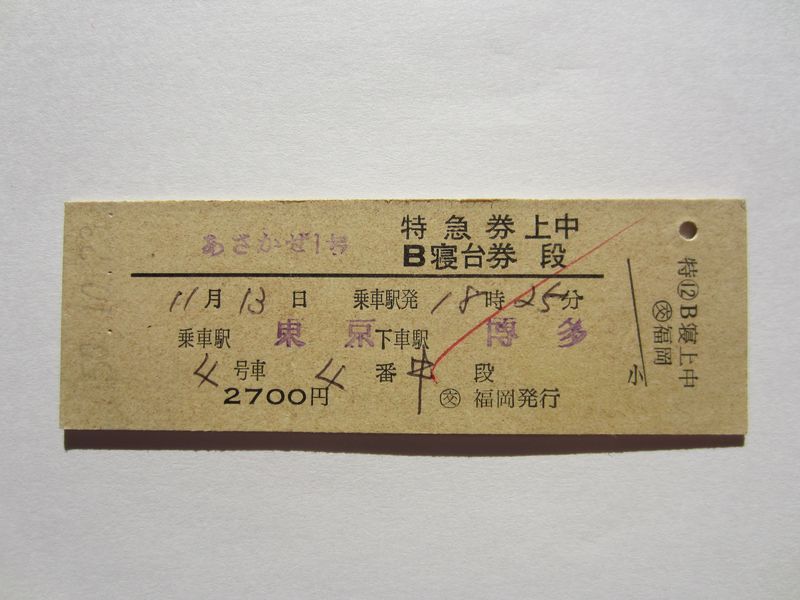 あさかぜ1号
特急券上中
B寝台券 段
11月13日 乗車駅発18時25分
乗車駅 東京 下車駅 博多
4号車 4番 中段
2700円 ㊋福岡発行
特⑫B寝上中
交福岡
小